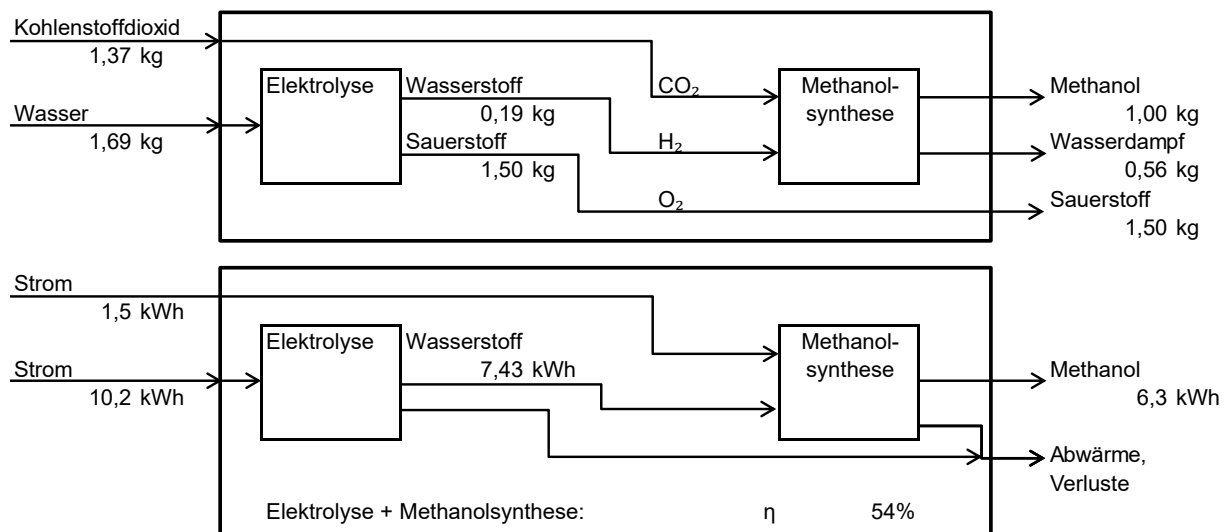 Kohlenstoffdioxid
1,37 kg
Elektrolyse Wasserstoff CO₂ Methanol-synthese Methanol
0,19 kg 1,00 kg
Wasser
1,69 kg
Sauerstoff H₂ Wasserdampf
1,50 kg 0,56 kg
O₂ Sauerstoff
1,50 kg
Strom
1,5 kWh
Elektrolyse Wasserstoff Methanol-synthese
7,43 kWh
Strom Methanol
10,2 kWh 6,3 kWh
Abwärme,
Verluste
Elektrolyse + Methanolsynthese: η 54%